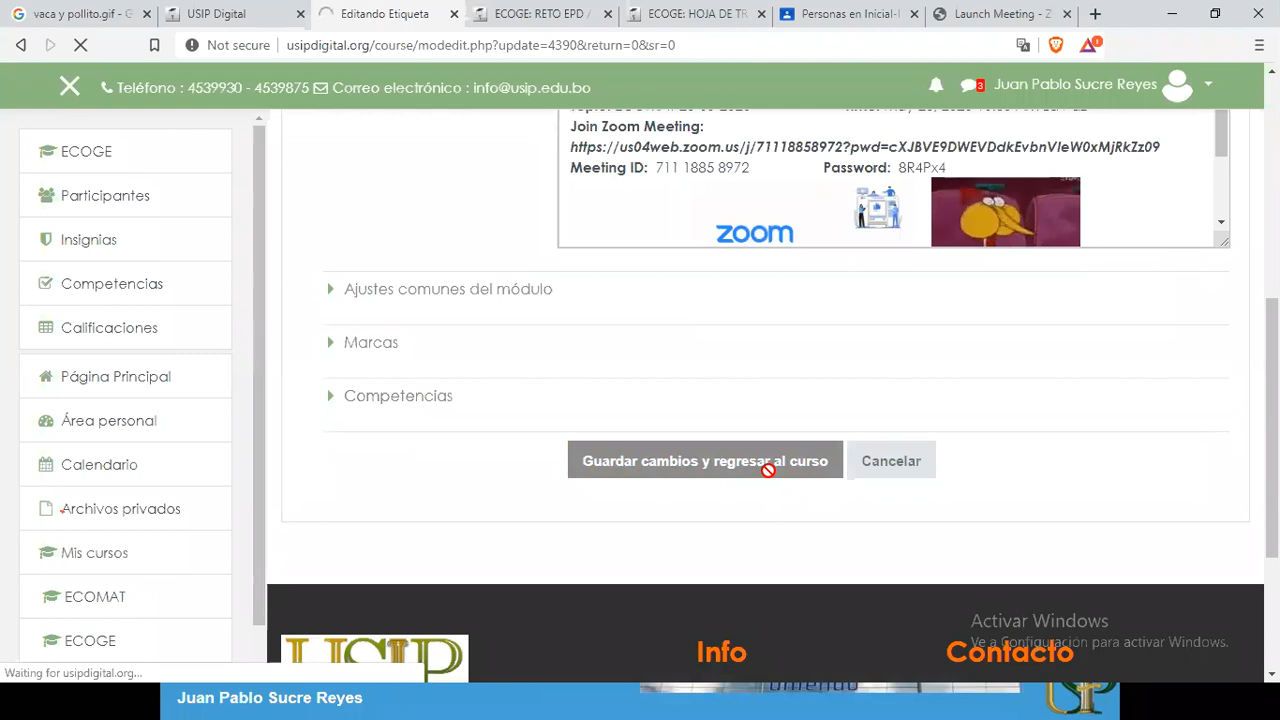 vaca y pollito.gif - G
USIP Digital
Editando Etiqueta
ECOGE: RETO EPD /
ECOGE: HOJA DE TR
Personas en Inicial-I
Launch Meeting - Z
Not secure
usipdigital.org/course/modedit.php?update=4390&return=0&sr=0
Teléfono : 4539930 - 4539875 Correo electrónico : info@usip.edu.bo
3
Juan Pablo Sucre Reyes
ECOGE
Participantes
Insignias
Competencias
Calificaciones
Página Principal
Área personal
Calendario
Archivos privados
Mis cursos
ECOMAT
ECOGE
Join Zoom Meeting:
https://us04web.zoom.us/j/71118858972?pwd=cXJBVE9DWEVDdkEvbnVIeW0xMjRkZz09
Meeting ID: 711 1885 8972 Password: 8R4Px4
zoom
Ajustes comunes del módulo
Marcas
Competencias
Guardar cambios y regresar al curso
Cancelar
Activar Windows
Ve a Configuración para activar Windows.
USIP
Info
Contacto
Waiting for usipdigital.org...
Juan Pablo Sucre Reyes